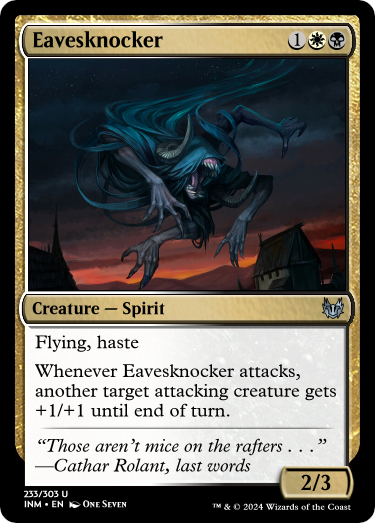 Eavesknocker 1
Creature — Spirit
Flying, haste
Whenever Eavesknocker attacks,
another target attacking creature gets
+1/+1 until end of turn.
“Those aren’t mice on the rafters . . .”
—Cathar Rolant, last words
2/3
233/303 U
INM • EN One Seven
™ & © 2024 Wizards of the Coast